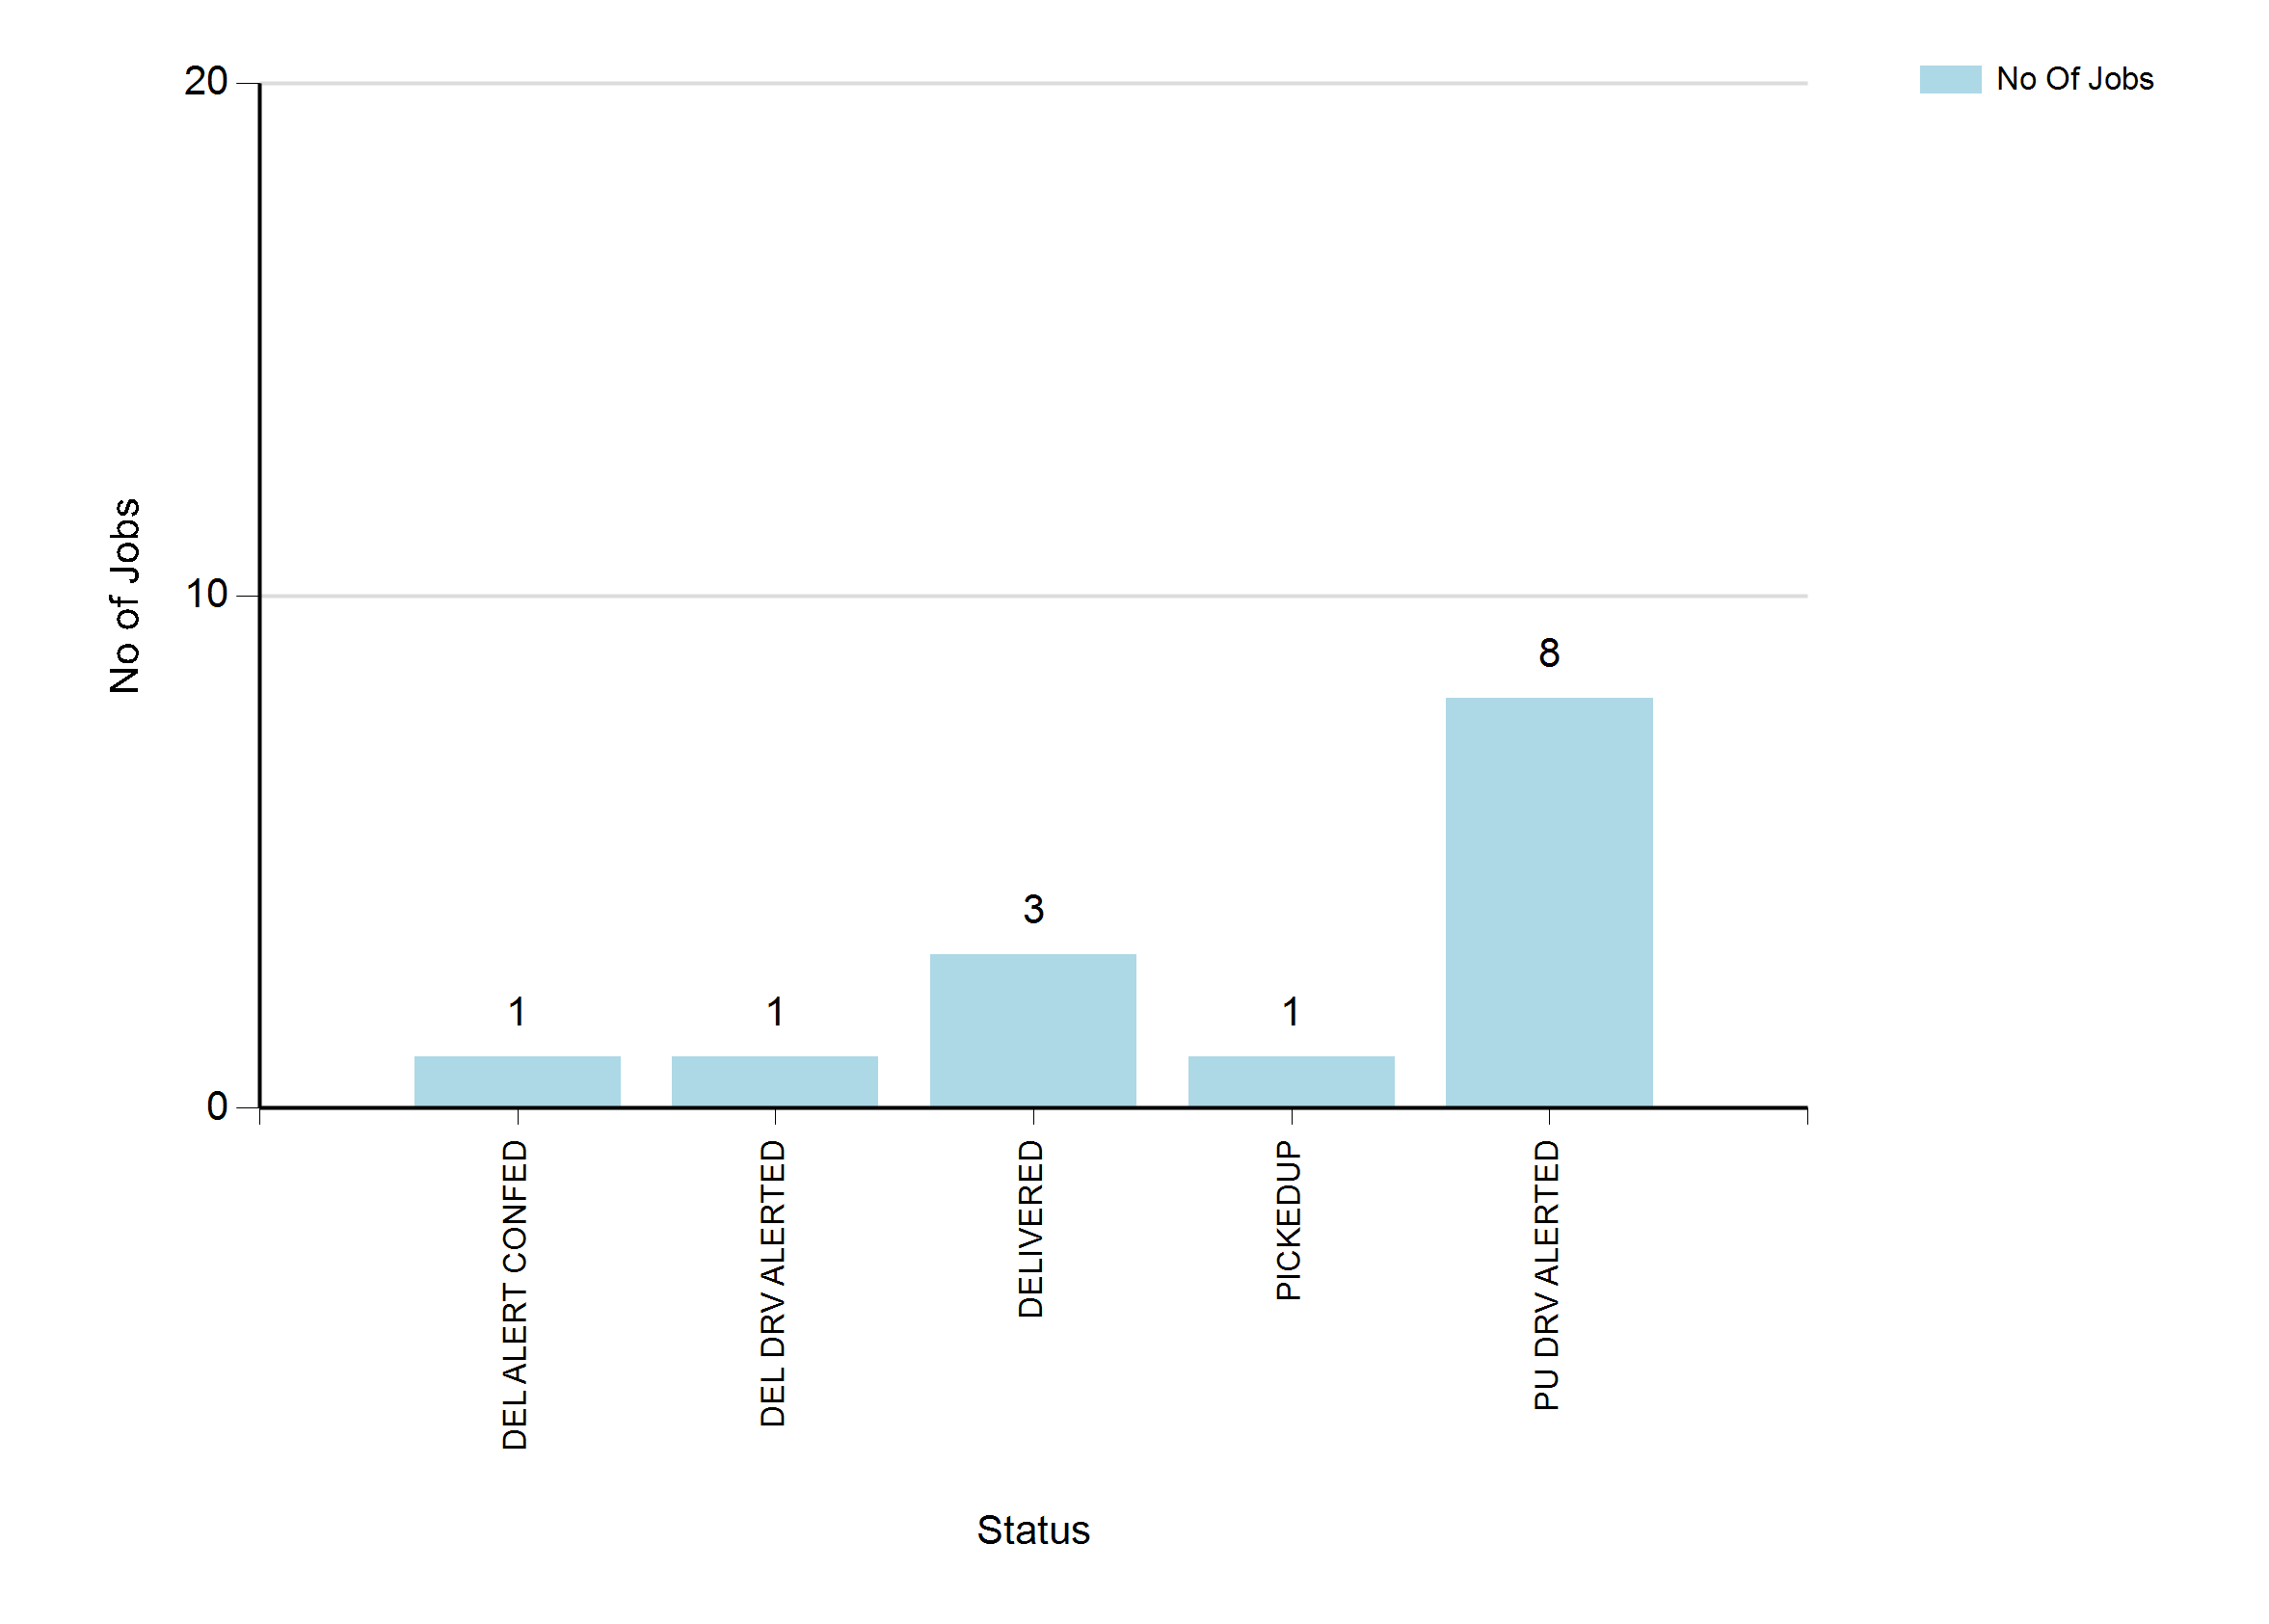 No Of Jobs
20
10
0
No of Jobs
1
1
3
1
8
DEL ALERT CONFED
DEL DRV ALERTED
DELIVERED
PICKEDUP
PU DRV ALERTED
Status